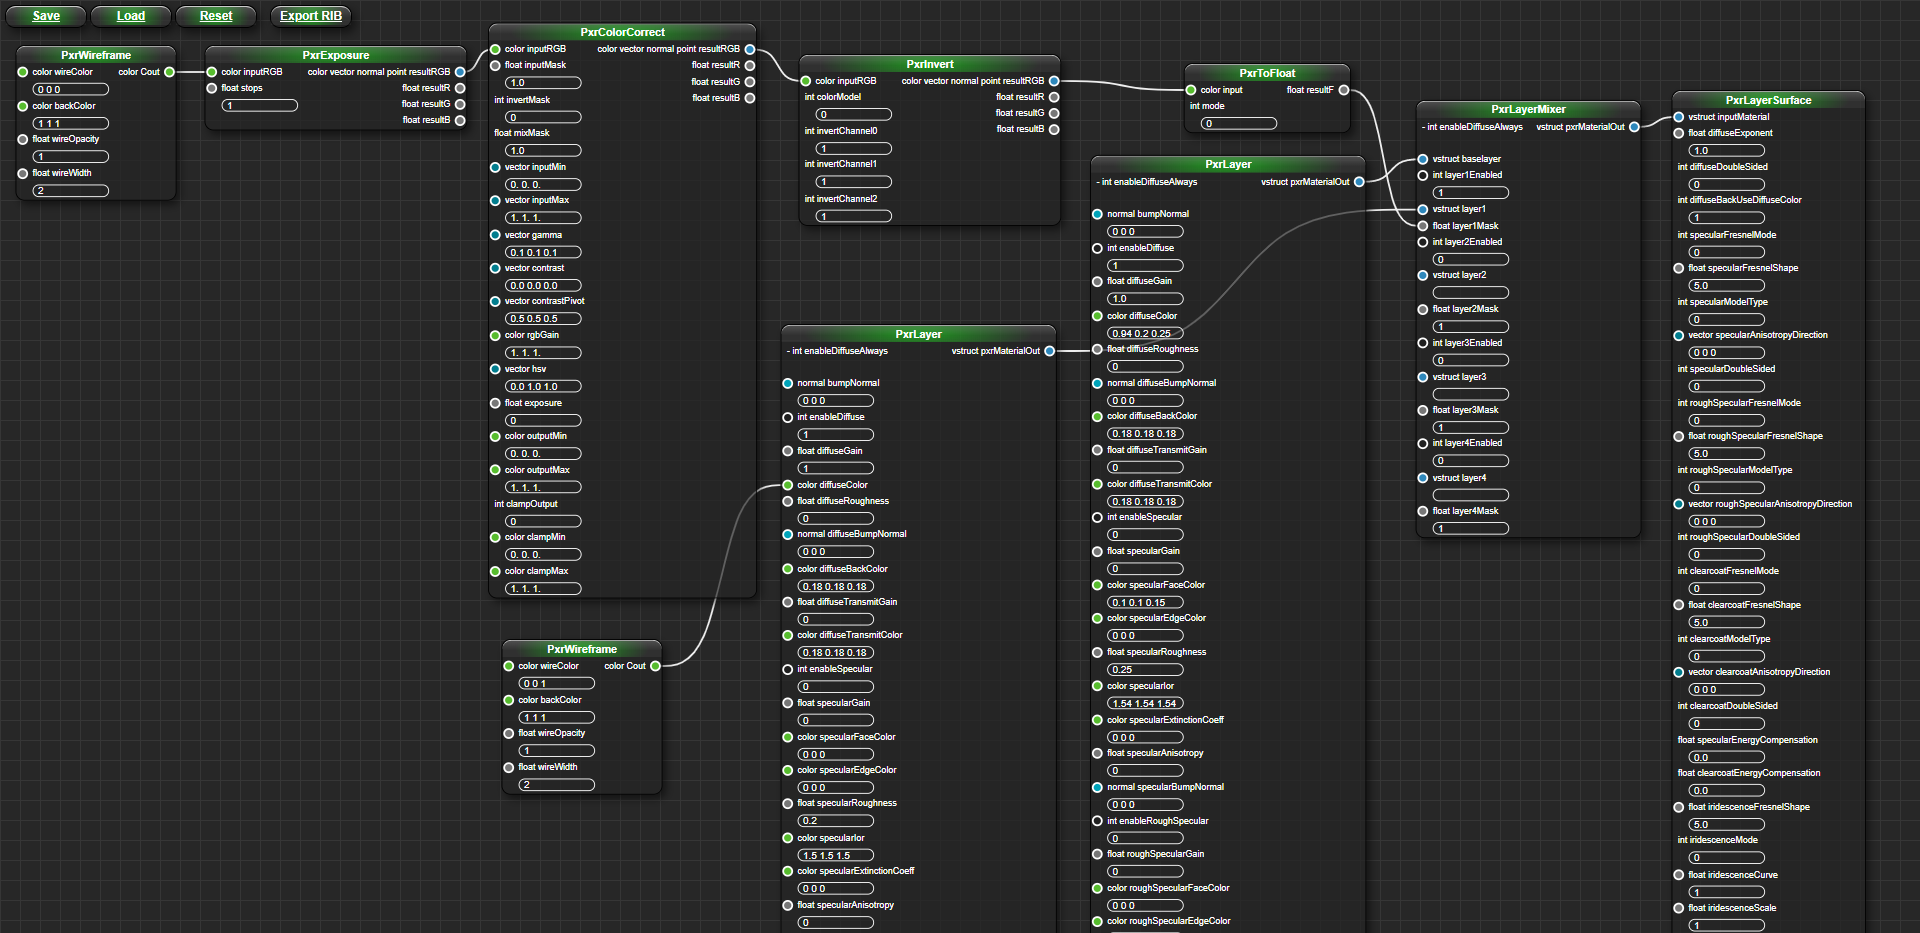 Save Load Reset Export RIB
PxrWireframe
color wireColor color Cout
0 0 0
color backColor
1 1 1
float wireOpacity
1
float wireWidth
2
PxrExposure
color inputRGB color vector normal point resultRGB
float stops float resultR
1 float resultG
float resultB
PxrColorCorrect
color inputRGB color vector normal point resultRGB
float inputMask float resultR
1.0 float resultG
int invertMask float resultB
0
float mixMask
1.0
vector inputMin
0. 0. 0.
vector inputMax
1. 1. 1.
vector gamma
0.1 0.1 0.1
vector contrast
0.0 0.0 0.0
vector contrastPivot
0.5 0.5 0.5
color rgbGain
1. 1. 1.
vector hsv
0.0 1.0 1.0
float exposure
0
color outputMin
0. 0. 0.
color outputMax
1. 1. 1.
int clampOutput
0
color clampMin
0. 0. 0.
color clampMax
1. 1. 1.
PxrWireframe
color wireColor color Cout
0 0 1
color backColor
1 1 1
float wireOpacity
1
float wireWidth
2
PxrInvert
color inputRGB color vector normal point resultRGB
int colorModel float resultR
0 float resultG
int invertChannel0 float resultB
1
int invertChannel1
1
int invertChannel2
1
PxrLayer
- int enableDiffuseAlways vstruct pxrMaterialOut
normal bumpNormal
0 0 0
int enableDiffuse
1
float diffuseGain
1
color diffuseColor
float diffuseRoughness
0
normal diffuseBumpNormal
0 0 0
color diffuseBackColor
0.18 0.18 0.18
float diffuseTransmitGain
0
color diffuseTransmitColor
0.18 0.18 0.18
int enableSpecular
0
float specularGain
0
color specularFaceColor
0 0 0
color specularEdgeColor
0 0 0
float specularRoughness
0.2
color specularIor
1.5 1.5 1.5
color specularExtinctionCoeff
0 0 0
float specularAnisotropy
0
PxrToFloat
color input float resultF
int mode
0
PxrLayer
- int enableDiffuseAlways vstruct pxrMaterialOut
normal bumpNormal
0 0 0
int enableDiffuse
1
float diffuseGain
1.0
color diffuseColor
0.94 0.2 0.25
float diffuseRoughness
0
normal diffuseBumpNormal
0 0 0
color diffuseBackColor
0.18 0.18 0.18
float diffuseTransmitGain
0
color diffuseTransmitColor
0.18 0.18 0.18
int enableSpecular
0
float specularGain
0
color specularFaceColor
0.1 0.1 0.15
color specularEdgeColor
0 0 0
float specularRoughness
0.25
color specularIor
1.54 1.54 1.54
color specularExtinctionCoeff
0 0 0
float specularAnisotropy
0
normal specularBumpNormal
0 0 0
int enableRoughSpecular
0
float roughSpecularGain
0
color roughSpecularFaceColor
0 0 0
color roughSpecularEdgeColor
PxrLayerMixer
- int enableDiffuseAlways vstruct pxrMaterialOut
vstruct baselayer
int layer1Enabled
1
vstruct layer1
float layer1Mask
int layer2Enabled
0
vstruct layer2
float layer2Mask
1
int layer3Enabled
0
vstruct layer3
float layer3Mask
1
int layer4Enabled
0
vstruct layer4
float layer4Mask
1
PxrLayerSurface
vstruct inputMaterial
float diffuseExponent
1.0
int diffuseDoubleSided
0
int diffuseBackUseDiffuseColor
1
int specularFresnelMode
0
float specularFresnelShape
5.0
int specularModelType
0
vector specularAnisotropyDirection
0 0 0
int specularDoubleSided
0
int roughSpecularFresnelMode
0
float roughSpecularFresnelShape
5.0
int roughSpecularModelType
0
vector roughSpecularAnisotropyDirection
0 0 0
int roughSpecularDoubleSided
0
int clearcoatFresnelMode
0
float clearcoatFresnelShape
5.0
int clearcoatModelType
0
vector clearcoatAnisotropyDirection
0 0 0
int clearcoatDoubleSided
0
float specularEnergyCompensation
0.0
float clearcoatEnergyCompensation
0.0
float iridescenceFresnelShape
5.0
int iridescenceMode
0
float iridescenceCurve
1
float iridescenceScale
1